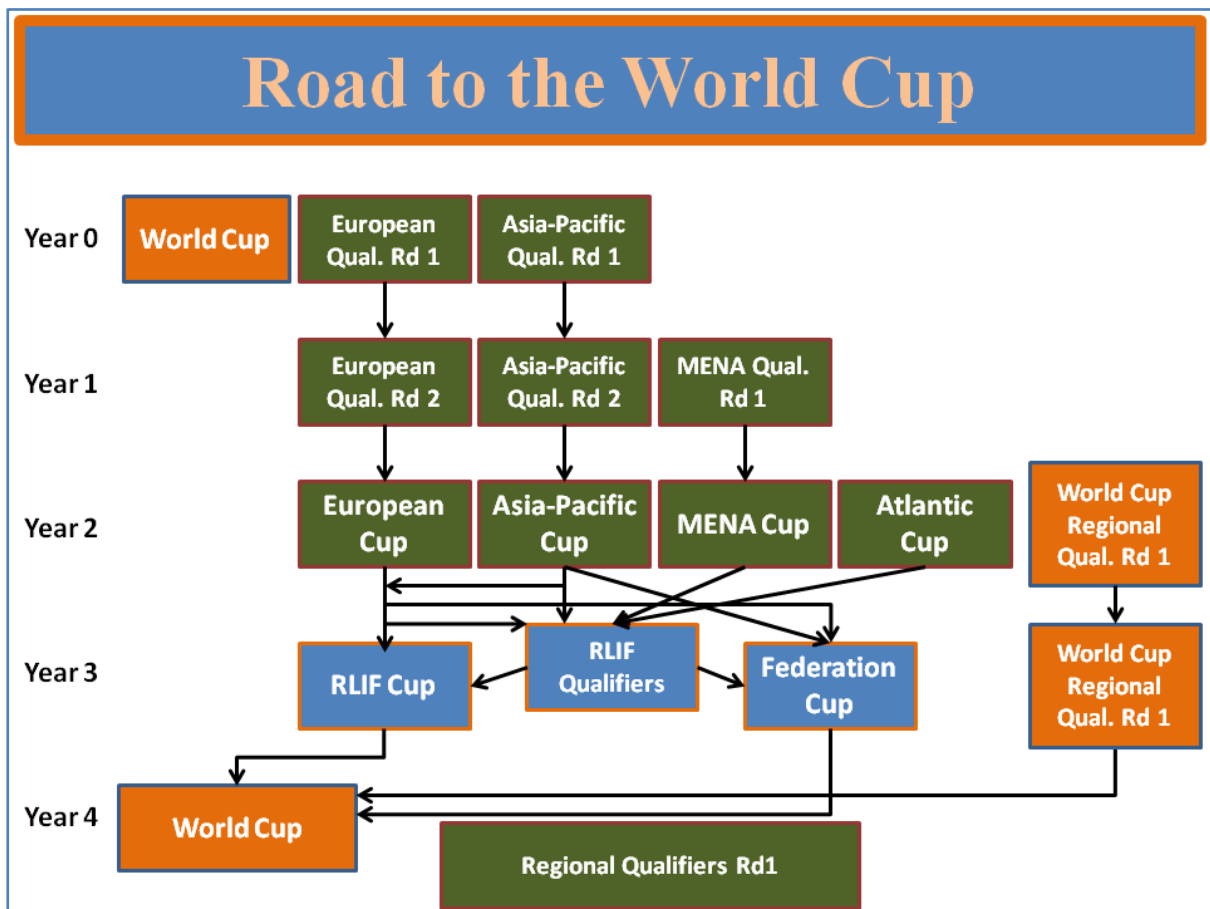 Road to the World Cup
Year 0
World Cup
European
Qual. Rd 1
Asia-Pacific
Qual. Rd 1
Year 1
European
Qual. Rd 2
Asia-Pacific
Qual. Rd 2
MENA Qual.
Rd 1
Year 2
European
Cup
Asia-Pacific
Cup
MENA Cup
Atlantic
Cup
World Cup
Regional
Qual. Rd 1
Year 3
RLIF Cup
RLIF
Qualifiers
Federation
Cup
World Cup
Regional
Qual. Rd 1
Year 4
World Cup
Regional Qualifiers Rd1